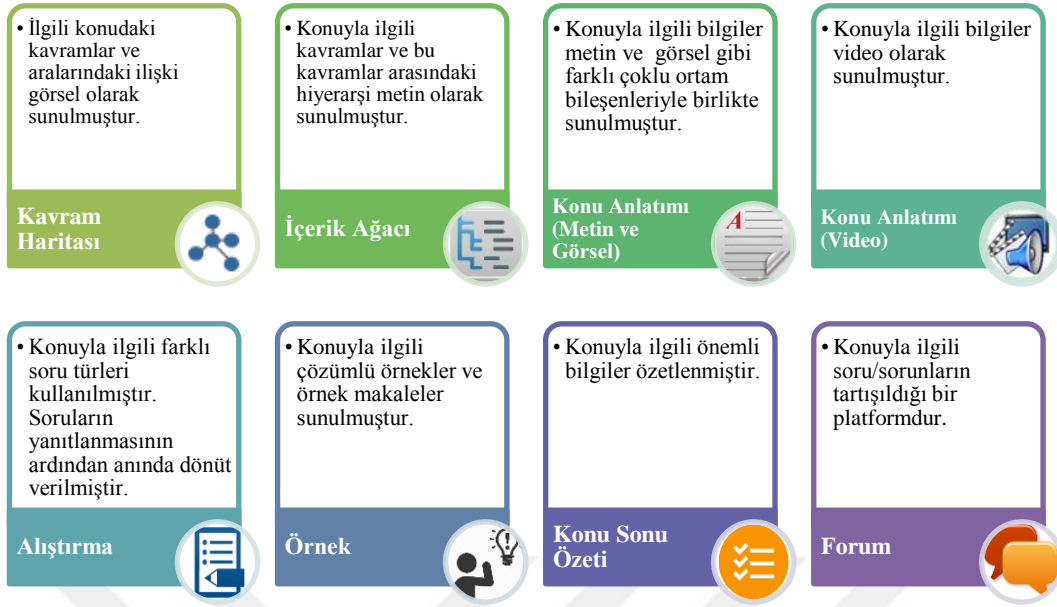 • İlgili konudaki
kavramlar ve
aralarındaki ilişki
görsel olarak
sunulmuştur.
Kavram
Haritası
• Konuyla ilgili
kavramlar ve bu
kavramlar arasındaki
hiyerarşi metin olarak
sunulmuştur.
İçerik Ağacı
• Konuyla ilgili bilgiler
metin ve görsel gibi
farklı çoklu ortam
bileşenleriyle birlikte
sunulmuştur.
Konu Anlatımı
(Metin ve
Görsel)
A
• Konuyla ilgili bilgiler
video olarak
sunulmuştur.
Konu Anlatımı
(Video)
• Konuyla ilgili farklı
soru türleri
kullanılmıştır.
Soruların
yanıtlanmasının
ardından anında dönüt
verilmiştir.
Alıştırma
• Konuyla ilgili
çözümlü örnekler ve
örnek makaleler
sunulmuştur.
Örnek
• Konuyla ilgili önemli
bilgiler özetlenmiştir.
Konu Sonu
Özeti
• Konuyla ilgili
soru/sorunların
tartışıldığı bir
platformdur.
Forum